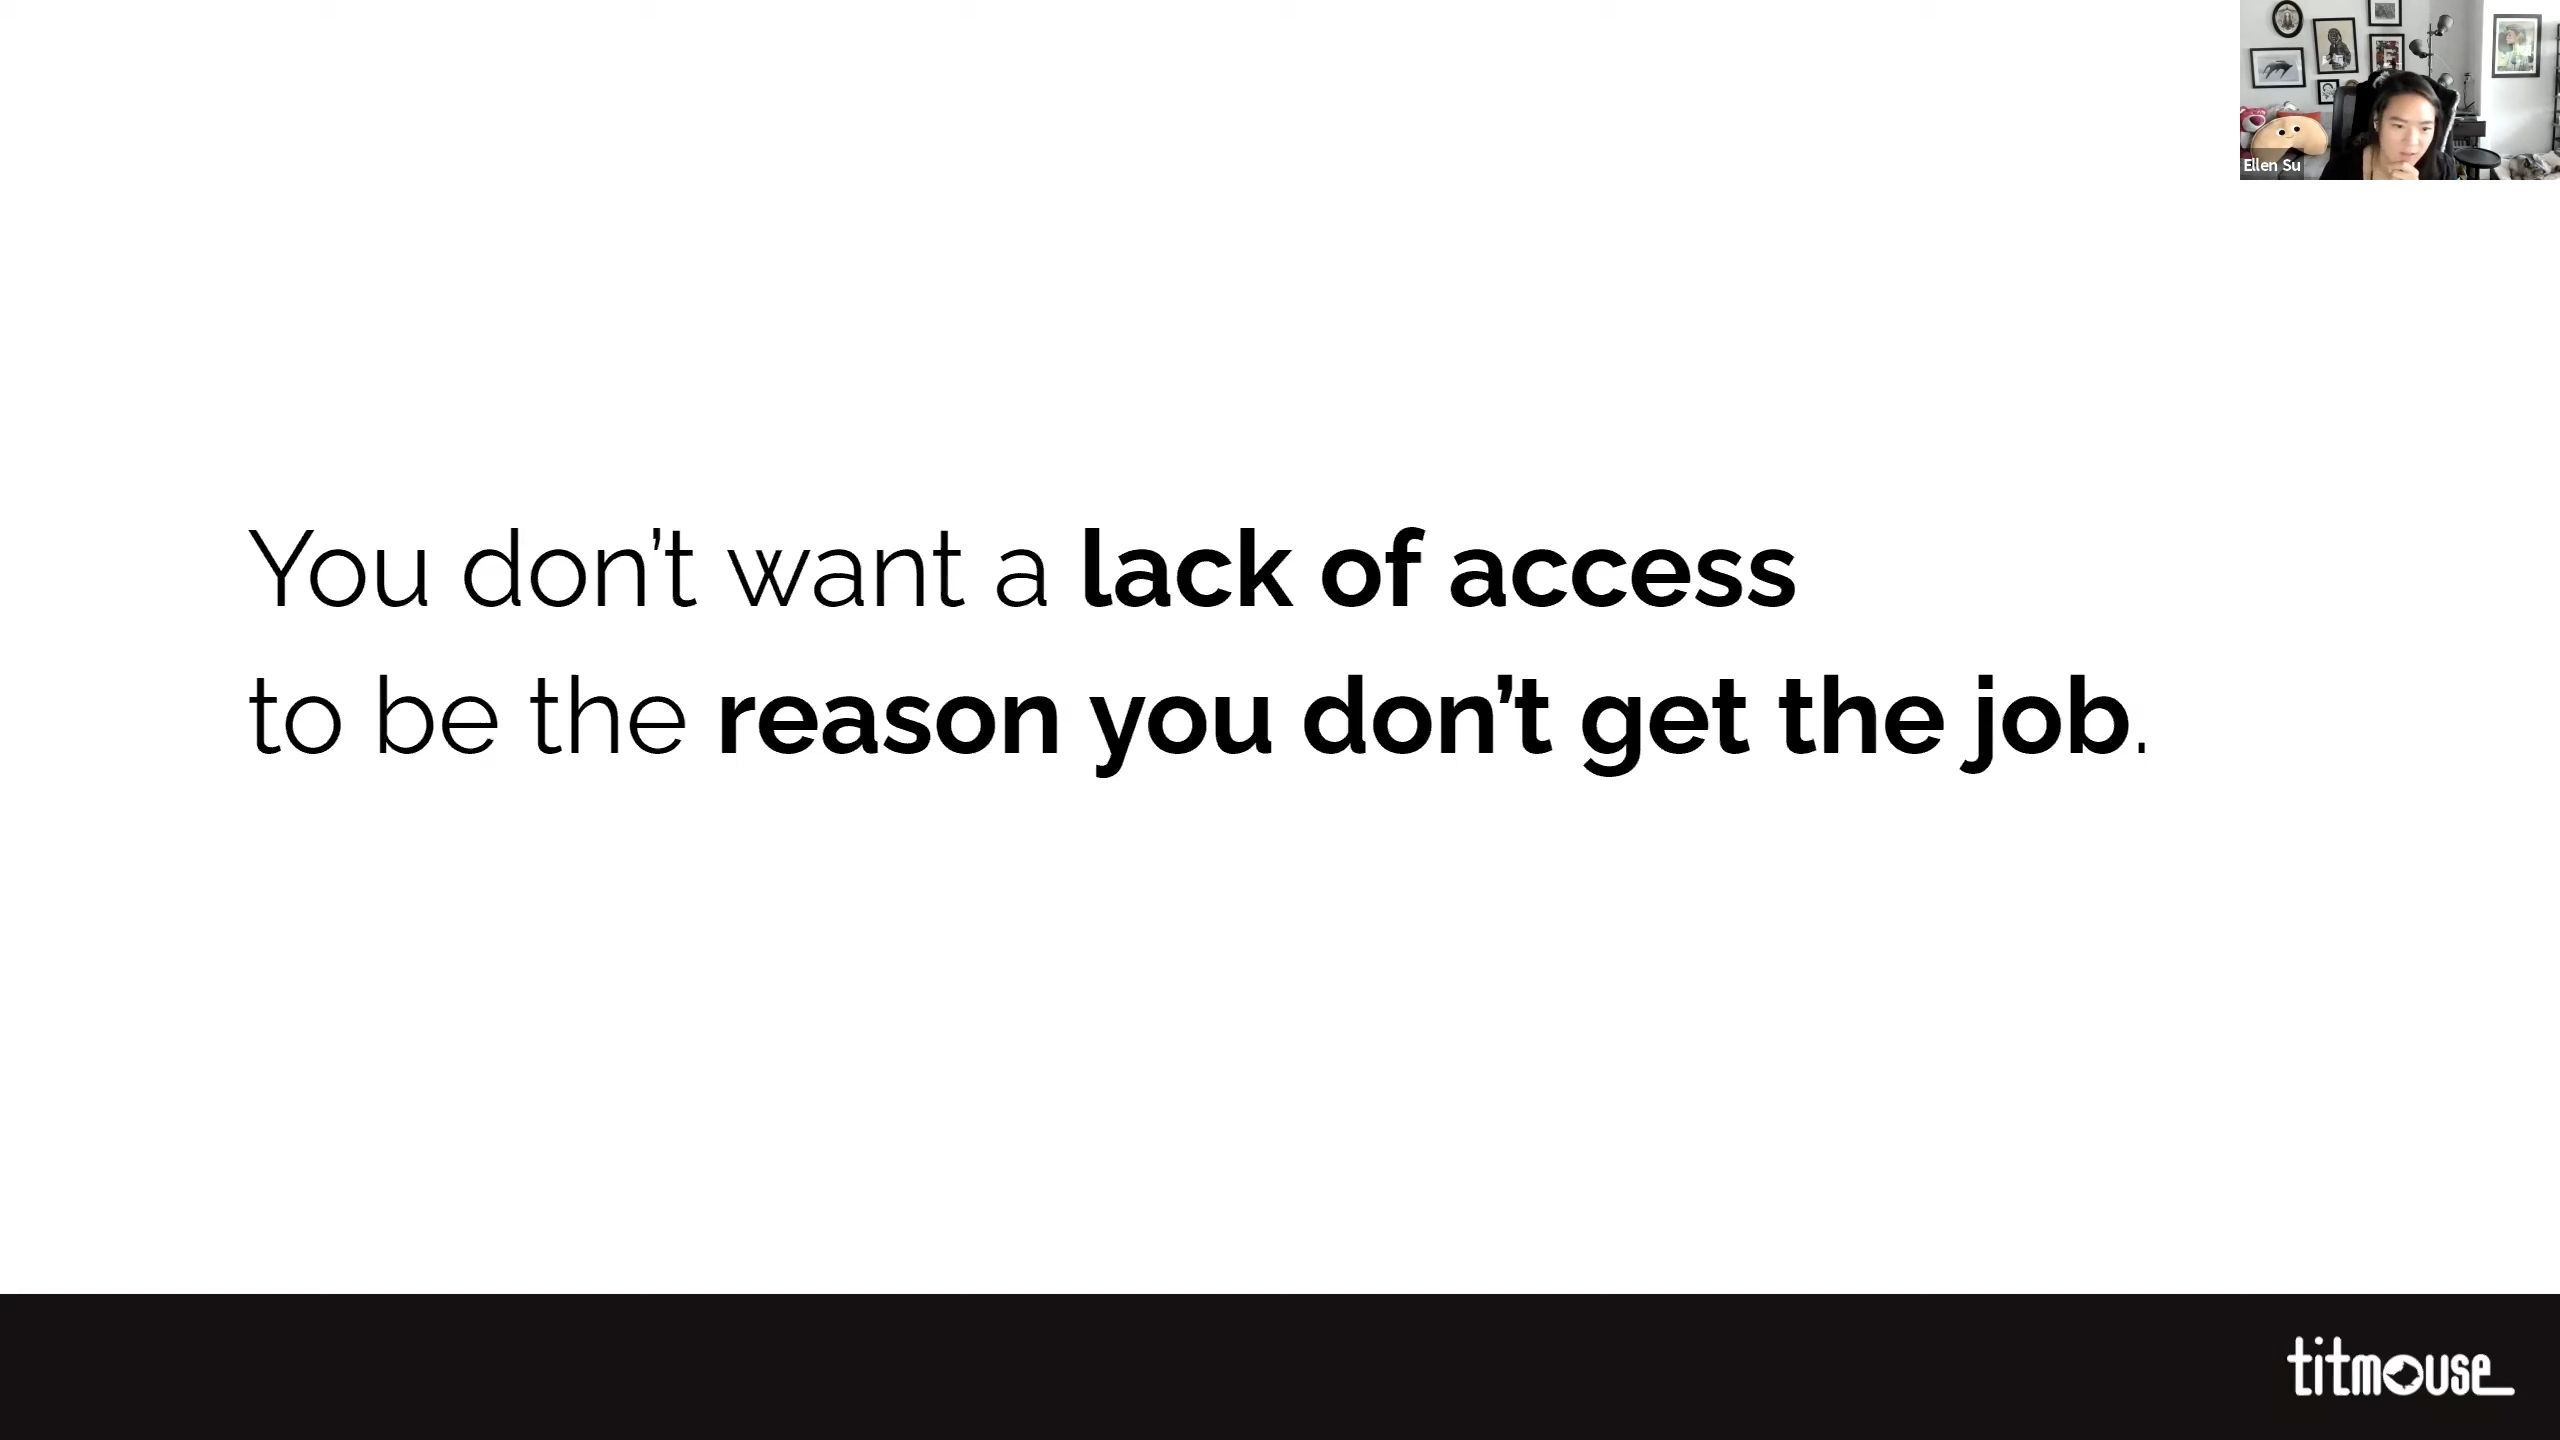 Ellen Su
You don’t want a lack of access
to be the reason you don’t get the job.
titmouse